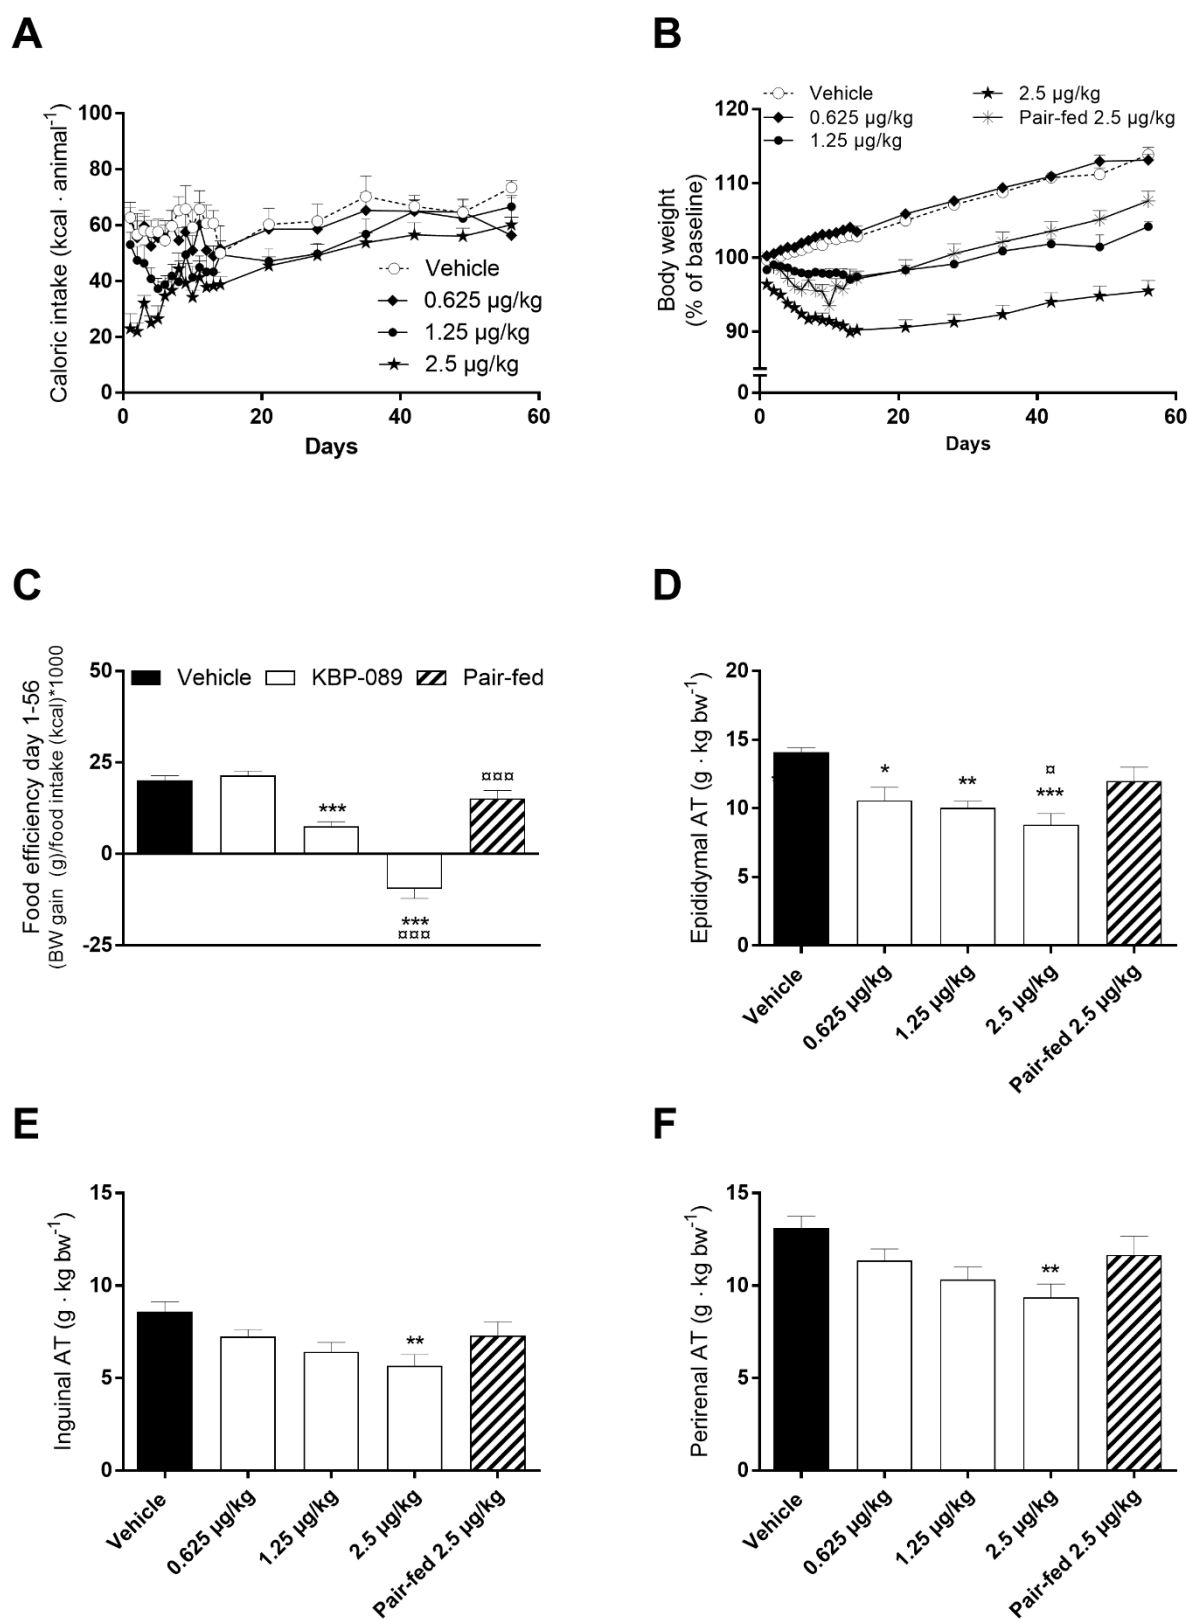 A
Caloric intake (kcal · animal⁻¹)
100
80
60
40
20
0
0 20 40 60
Days
Vehicle
0.625 µg/kg
1.25 µg/kg
2.5 µg/kg
B
Body weight
(% of baseline)
120
110
100
90
0
0 20 40 60
Days
Vehicle
0.625 µg/kg
1.25 µg/kg
2.5 µg/kg
Pair-fed 2.5 µg/kg
C
Food efficiency day 1-56
(BW gain (g)/food intake (kcal)*1000
50
25
0
-25
Vehicle KBP-089 Pair-fed
***
***
¤¤¤
¤¤¤
D
Epididymal AT (g · kg bw⁻¹)
20
15
10
5
0
*
**
¤
***
Vehicle
0.625 µg/kg
1.25 µg/kg
2.5 µg/kg
Pair-fed 2.5 µg/kg
E
Inguinal AT (g · kg bw⁻¹)
15
10
5
0
**
Vehicle
0.625 µg/kg
1.25 µg/kg
2.5 µg/kg
Pair-fed 2.5 µg/kg
F
Perirenal AT (g · kg bw⁻¹)
15
10
5
0
**
Vehicle
0.625 µg/kg
1.25 µg/kg
2.5 µg/kg
Pair-fed 2.5 µg/kg